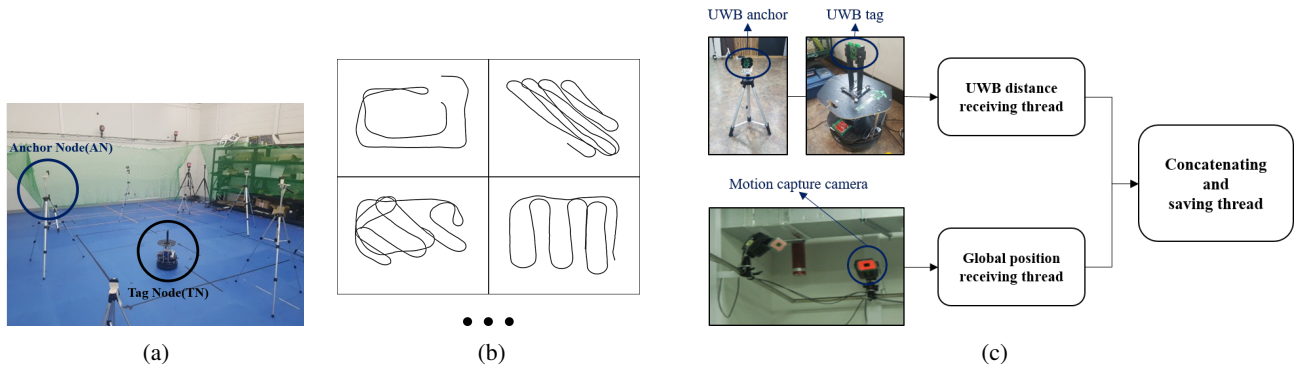 Anchor Node(AN)
Tag Node(TN)
(a)
(b)
UWB anchor
UWB tag
UWB distance
receiving thread
Motion capture camera
Global position
receiving thread
Concatenating
and
saving thread
(c)